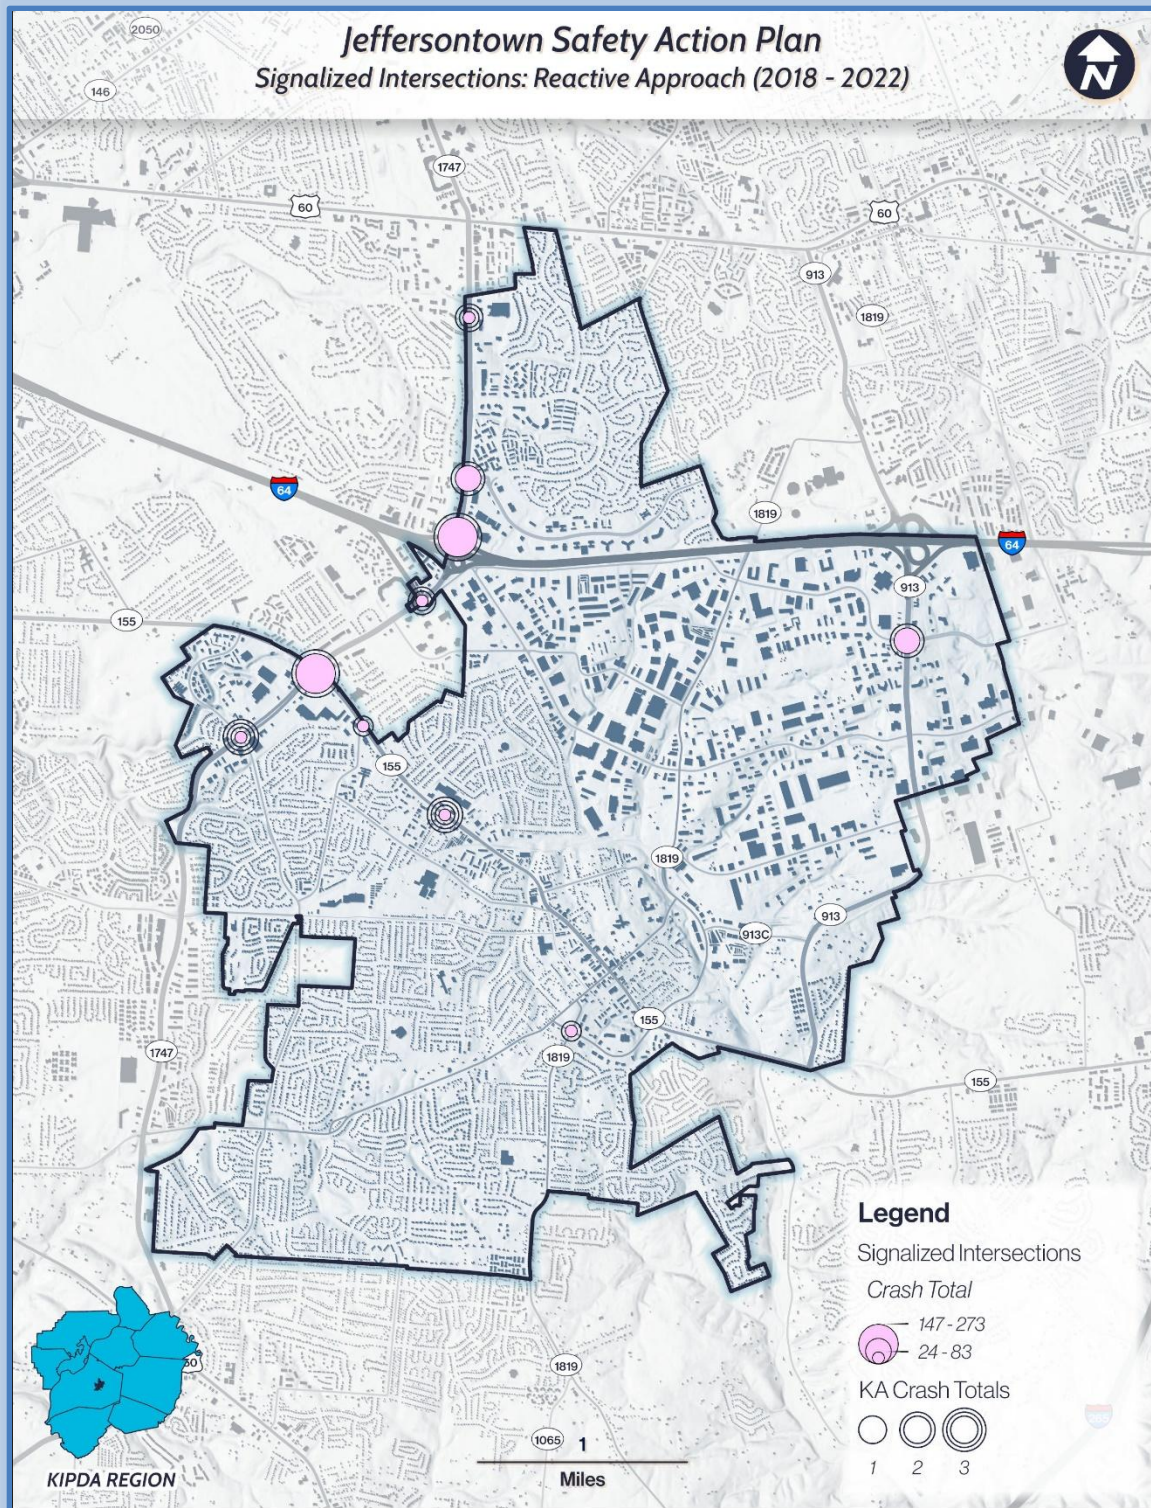 Jeffersontown Safety Action Plan
Signalized Intersections: Reactive Approach (2018 - 2022)
N
2050
146
1747
60
60
913
1819
64
1819
64
913
155
155
1819
913
913C
155
1819
1747
155
Legend
Signalized Intersections
Crash Total
147 - 273
24 - 83
KA Crash Totals
1 2 3
1819
1065
1
Miles
KIPDA REGION